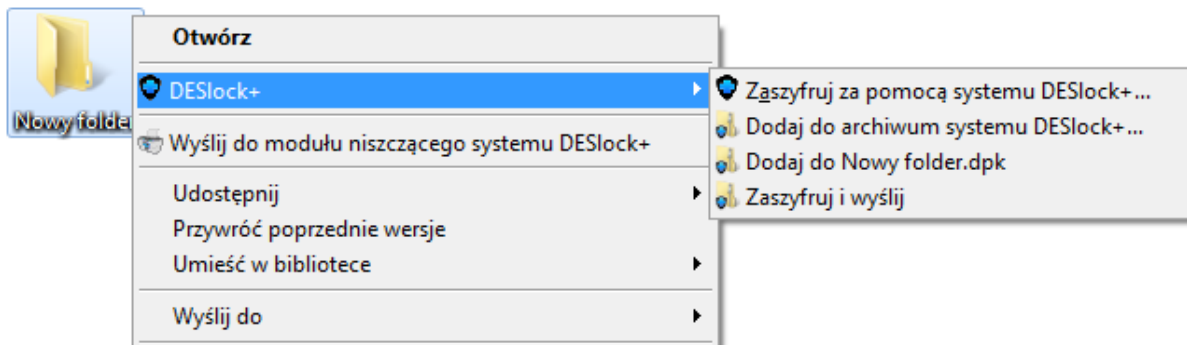 Nowy folder
Otwórz
DESlock+
Wyślij do modułu niszczącego systemu DESlock+
Udostępnij
Przywróć poprzednie wersje
Umieść w bibliotece
Wyślij do
Zaszyfruj za pomocą systemu DESlock+...
Dodaj do archiwum systemu DESlock+...
Dodaj do Nowy folder.dpk
Zaszyfruj i wyślij